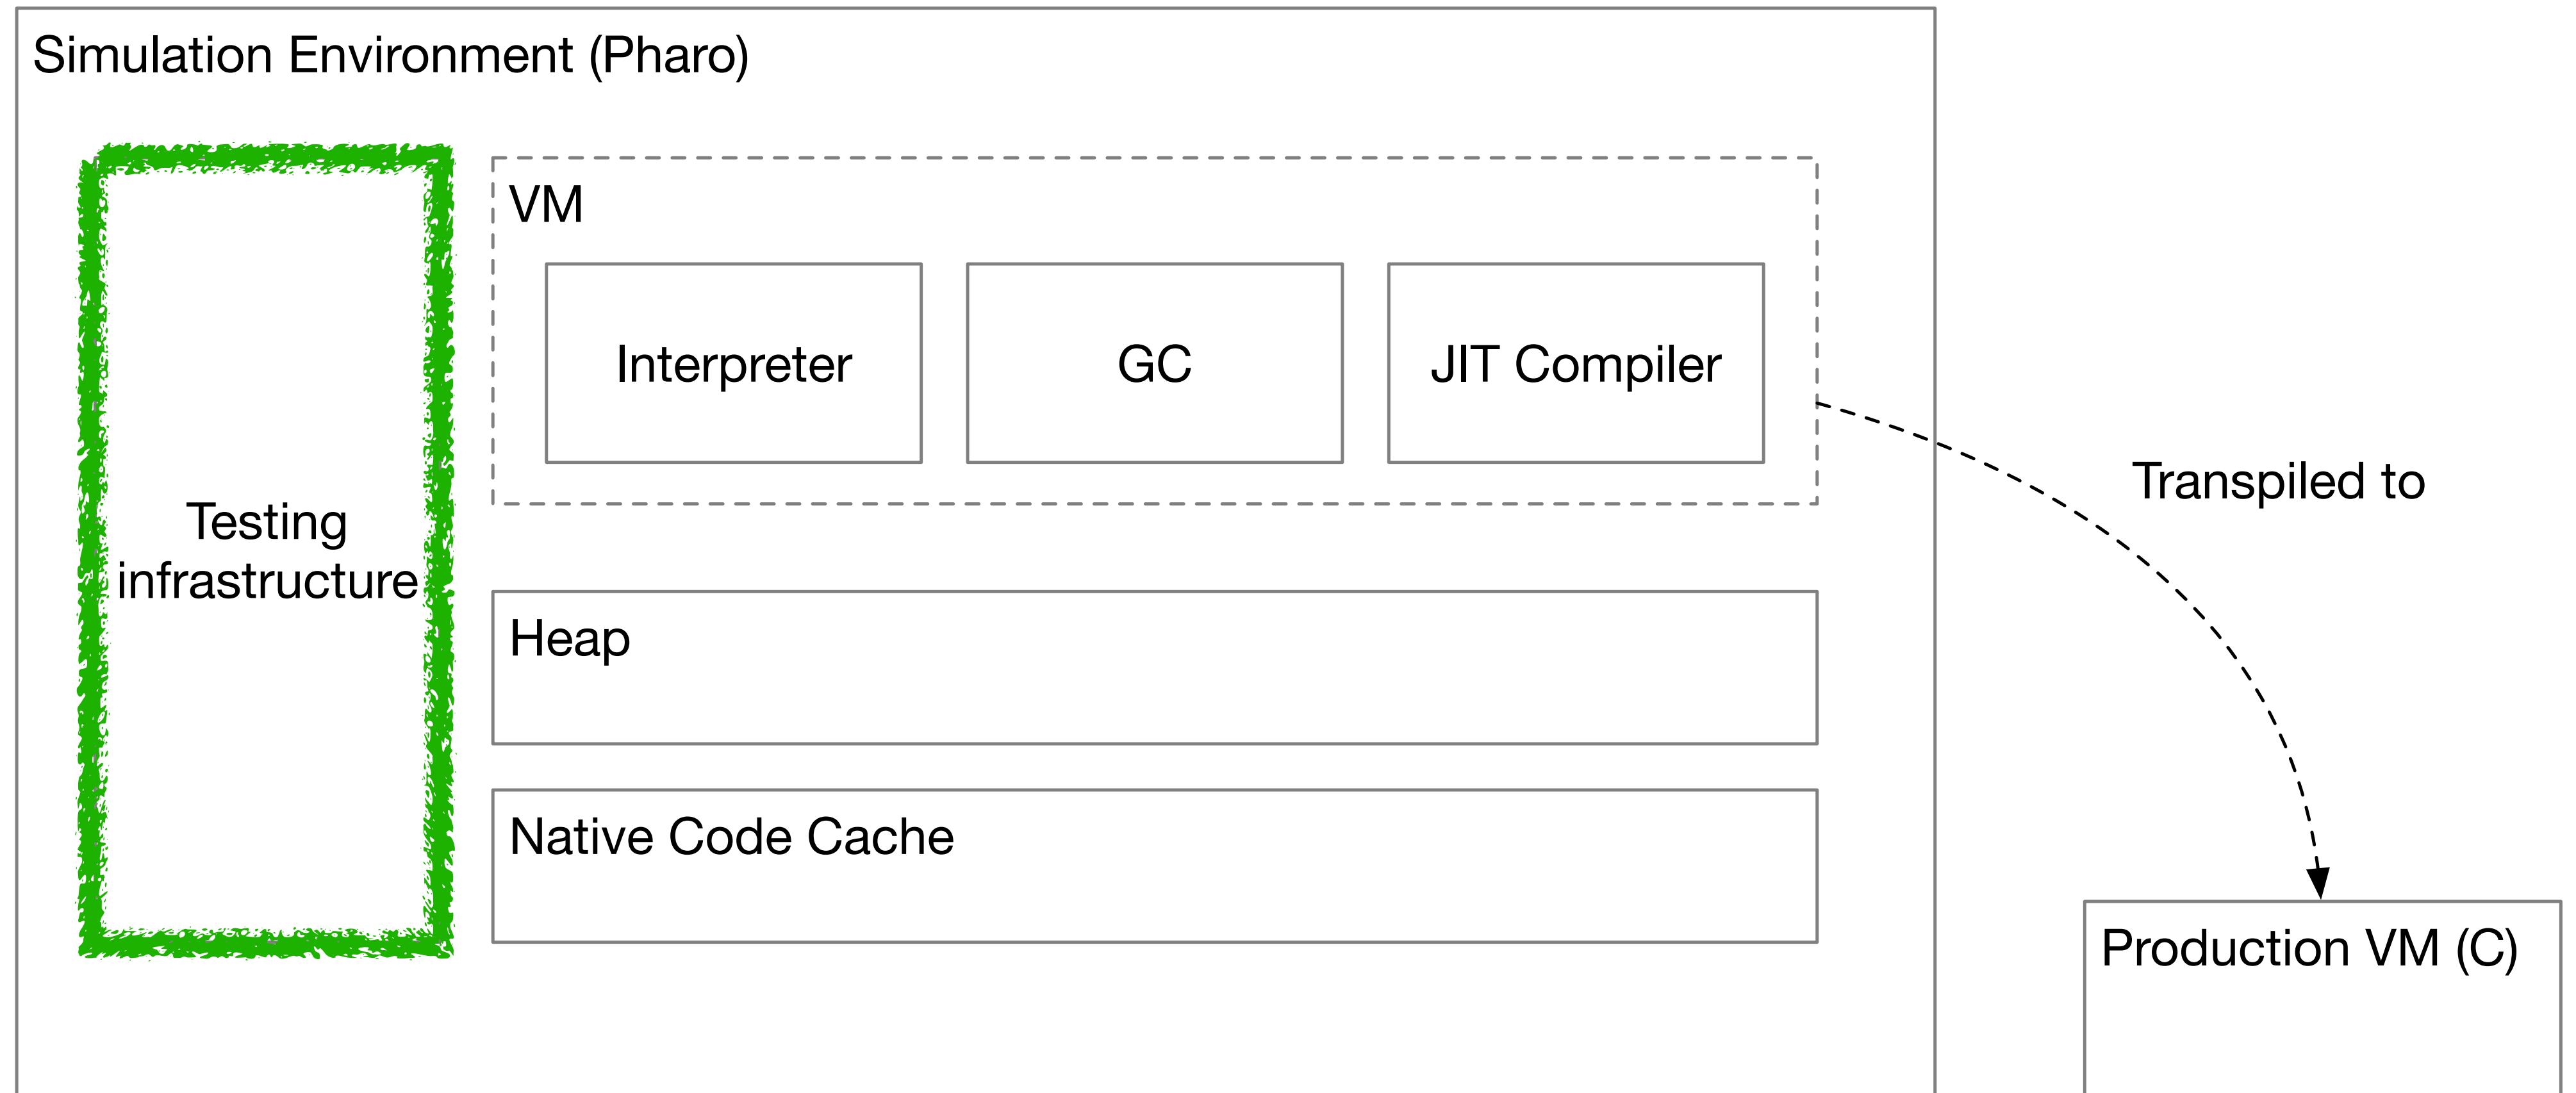 Simulation Environment (Pharo)
VM
Interpreter
GC
JIT Compiler
Transpiled to
Testing
infrastructure
Heap
Native Code Cache
Production VM (C)